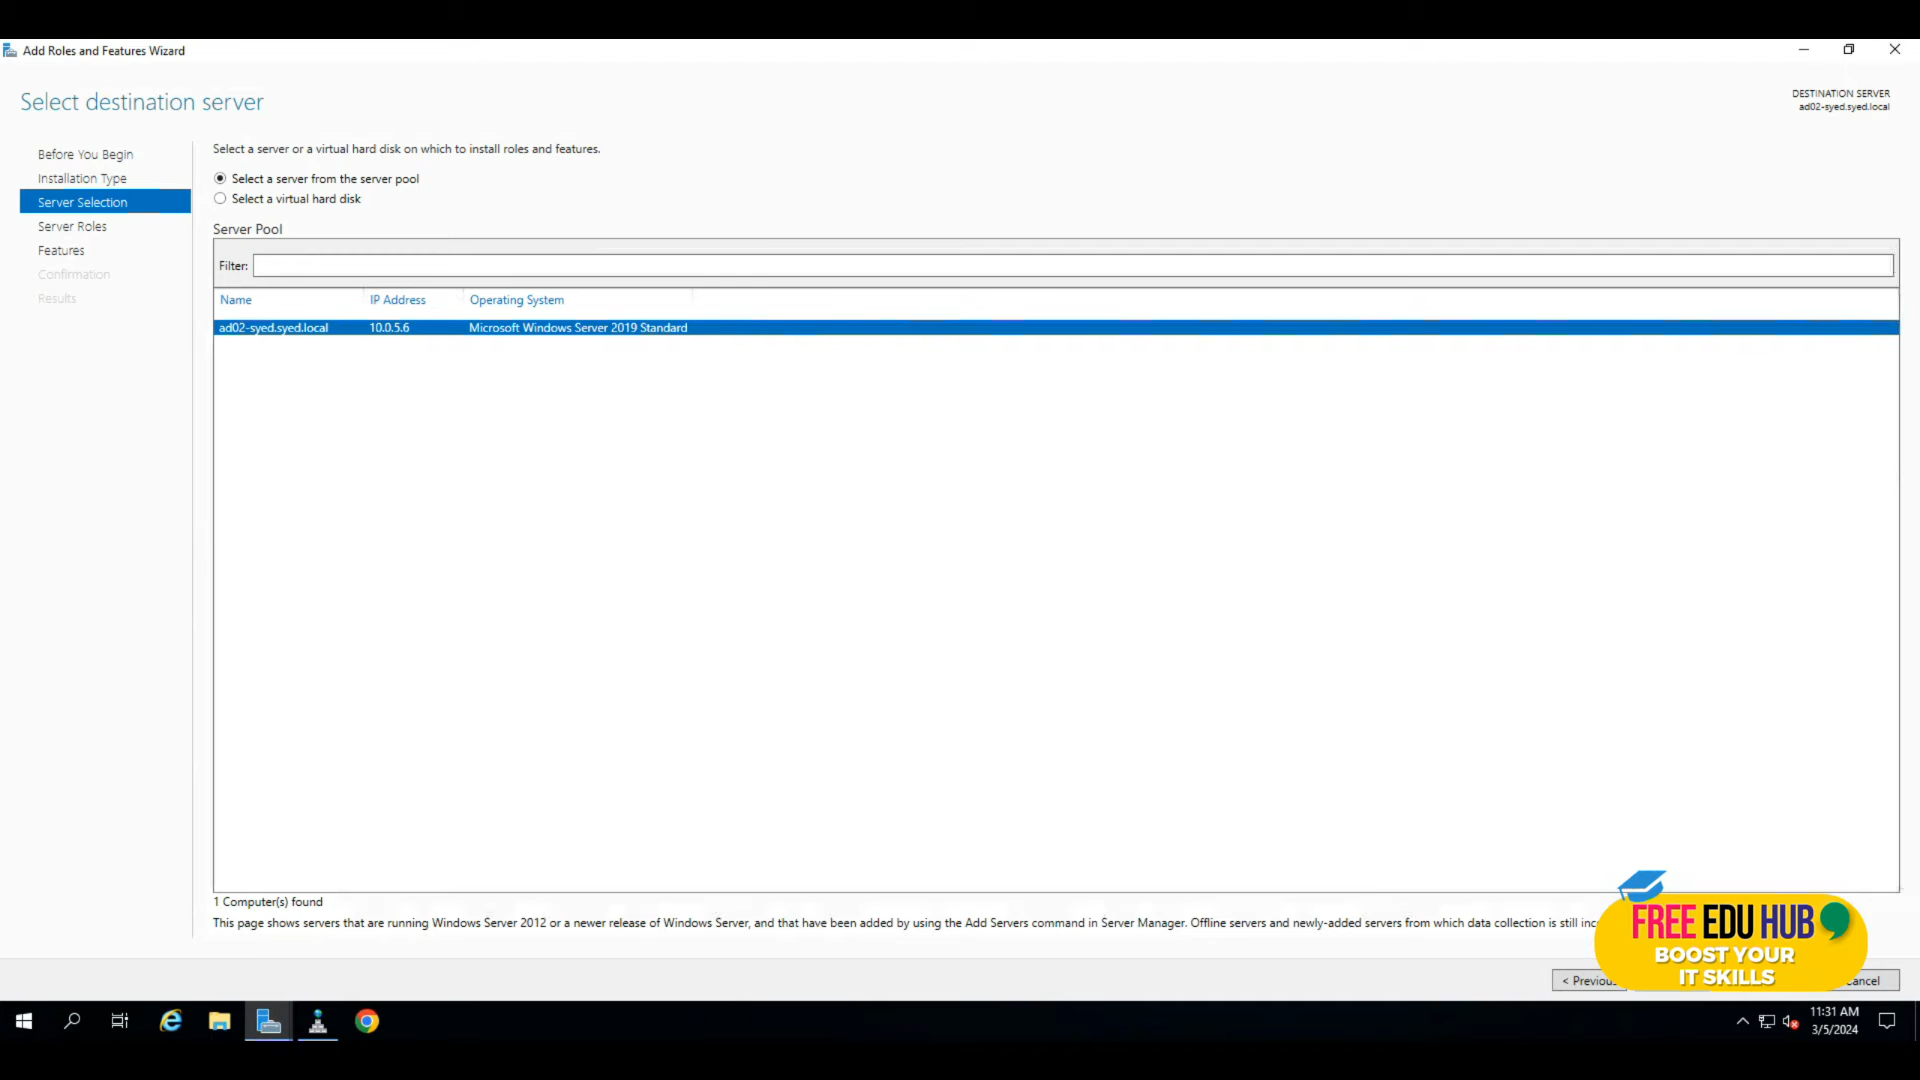 Add Roles and Features Wizard
Select destination server
DESTINATION SERVER
ad02-syed.syed.local
Before You Begin
Installation Type
Server Selection
Server Roles
Features
Confirmation
Results
Select a server or a virtual hard disk on which to install roles and features.
Select a server from the server pool
Select a virtual hard disk
Server Pool
Filter:
Name IP Address Operating System
ad02-syed.syed.local 10.0.5.6 Microsoft Windows Server 2019 Standard
1 Computer(s) found
This page shows servers that are running Windows Server 2012 or a newer release of Windows Server, and that have been added by using the Add Servers command in Server Manager. Offline servers and newly-added servers from which data collection is still
FREE EDU HUB
BOOST YOUR
IT SKILLS
< Previous
11:31 AM
3/5/2024